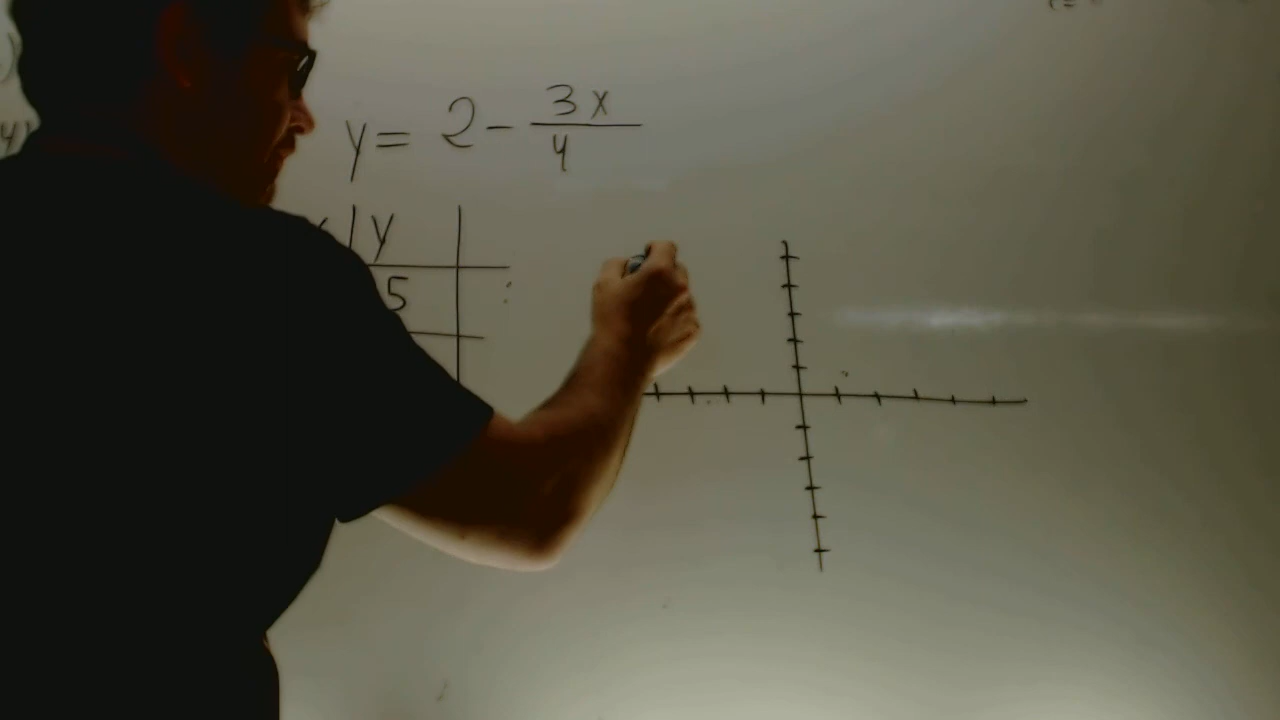 y = 2 - 3x/4
y
5